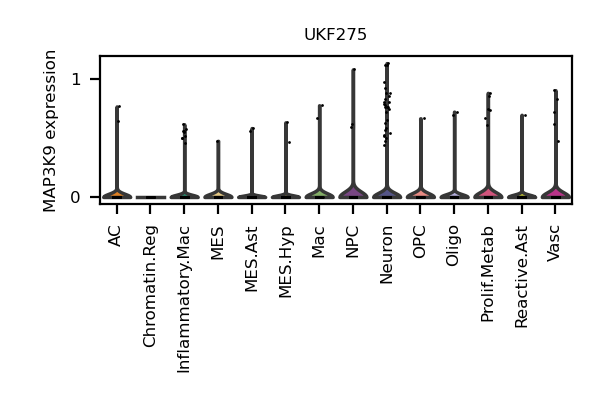 UKF275
MAP3K9 expression
1
0
AC
Chromatin.Reg
Inflammatory.Mac
MES
MES.Ast
MES.Hyp
Mac
NPC
Neuron
OPC
Oligo
Prolif.Metab
Reactive.Ast
Vasc